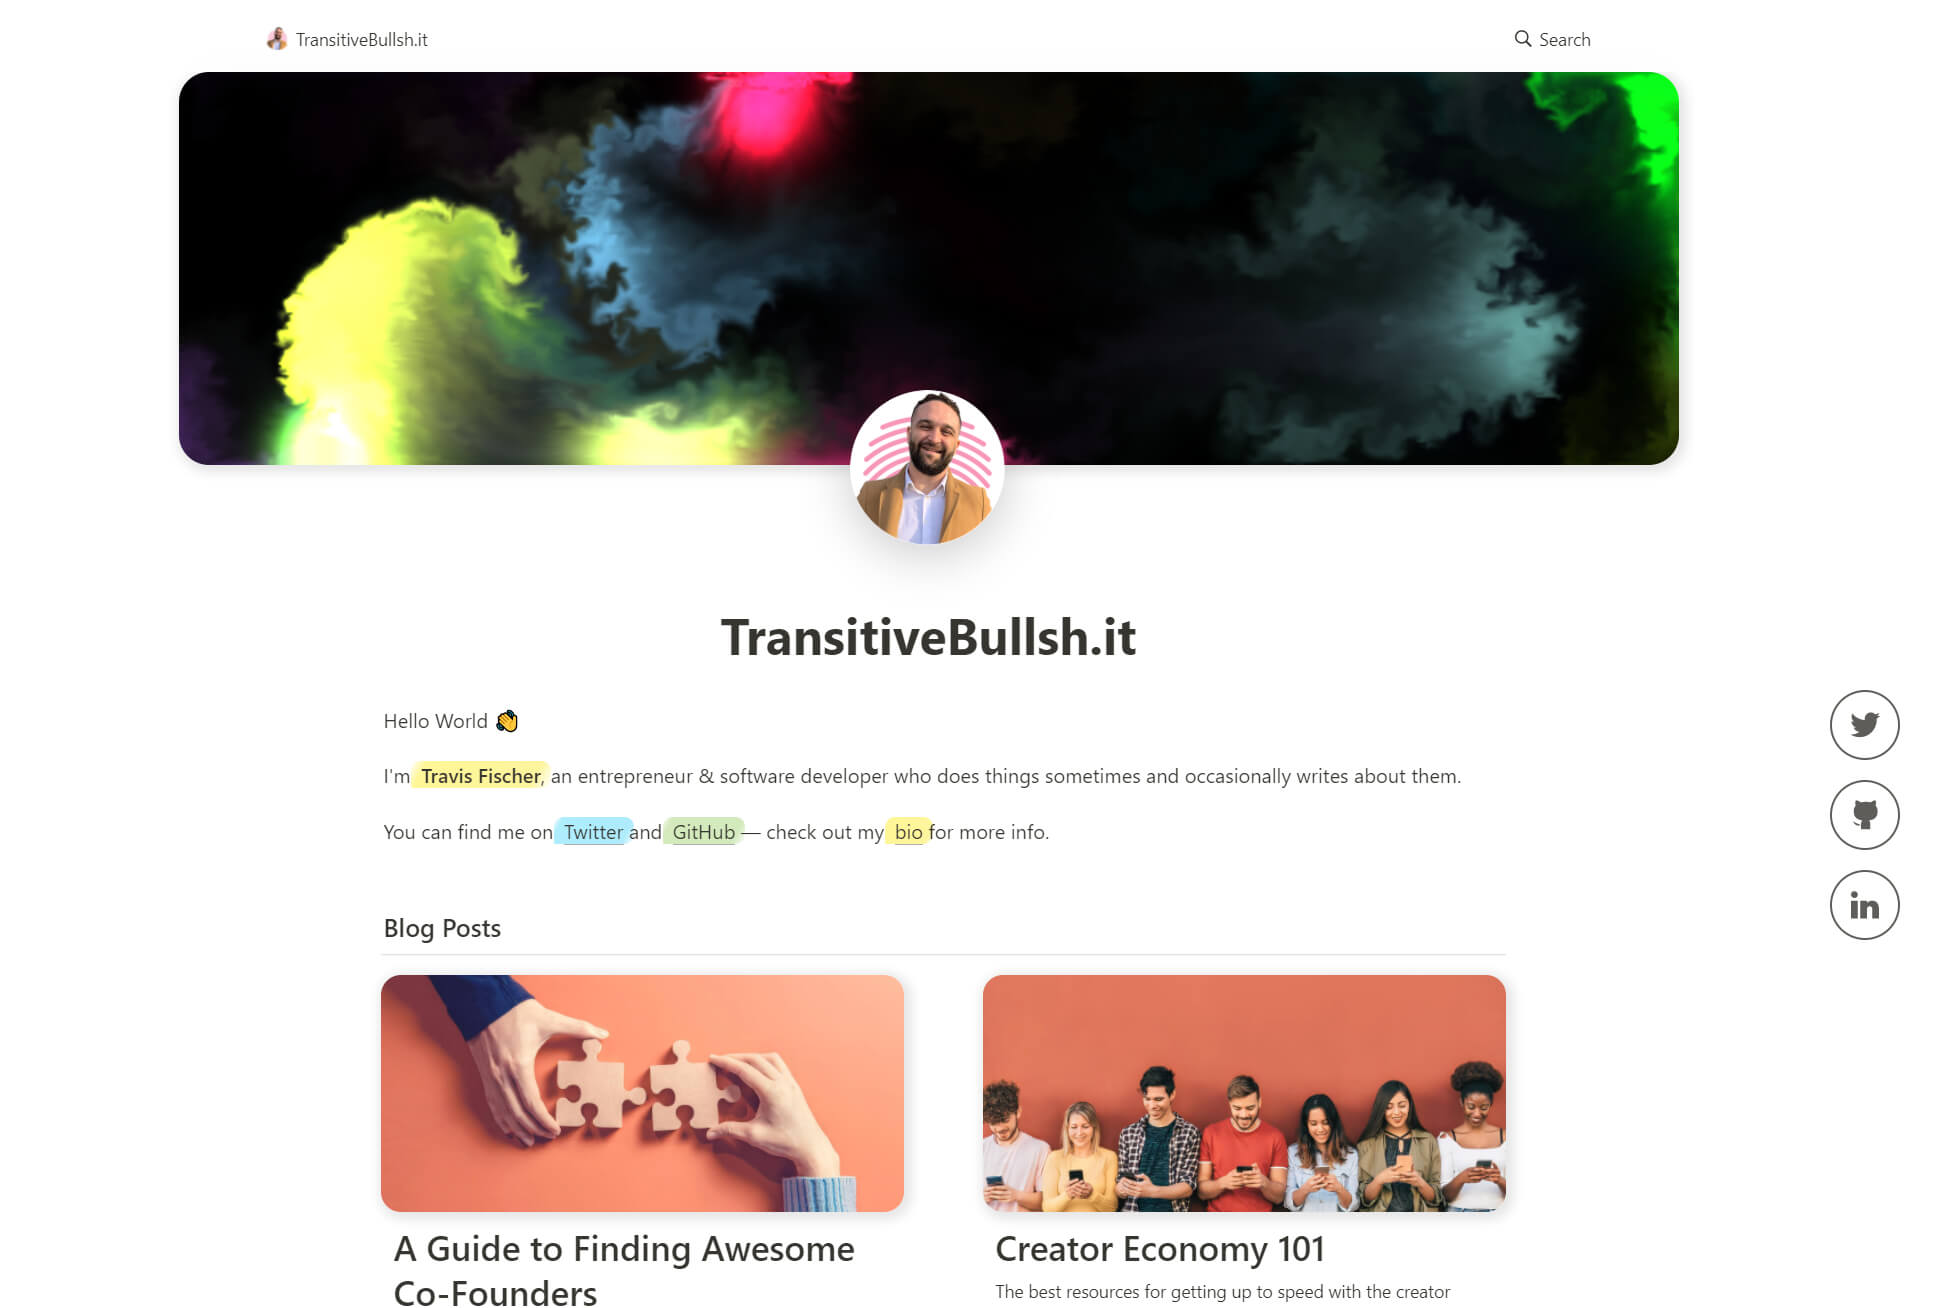 TransitiveBullsh.it
Search
TransitiveBullsh.it
Hello World 👋
I'm Travis Fischer, an entrepreneur & software developer who does things sometimes and occasionally writes about them.
You can find me on Twitter and GitHub — check out my bio for more info.
Blog Posts
A Guide to Finding Awesome
Co-Founders
Creator Economy 101
The best resources for getting up to speed with the creator